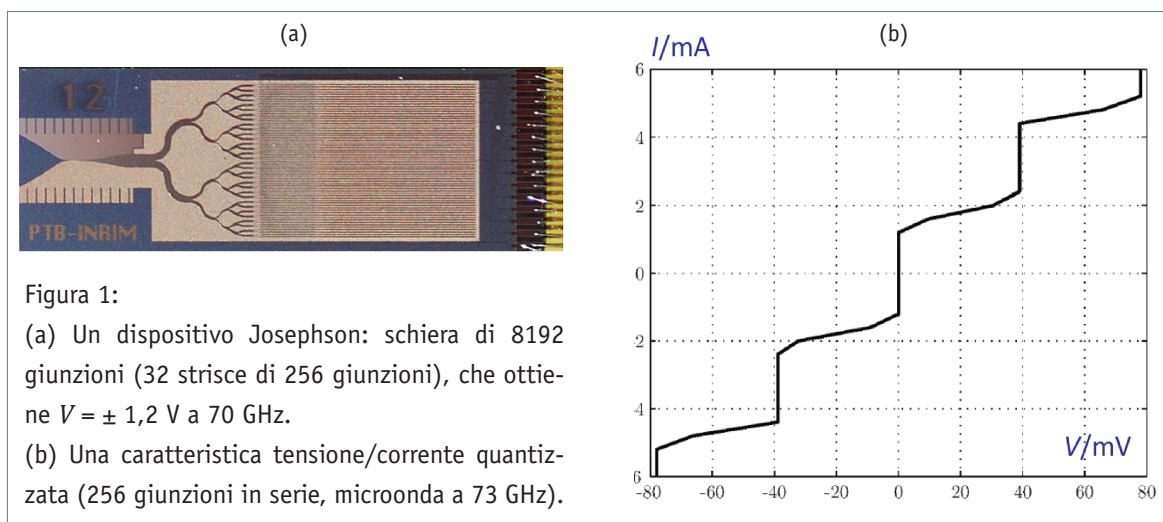 (a)
12
PTB-INRIM
Figura 1:
(a) Un dispositivo Josephson: schiera di 8192
giunzioni (32 strisce di 256 giunzioni), che ottie-
ne V = ± 1,2 V a 70 GHz.
(b) Una caratteristica tensione/corrente quantiz-
zata (256 giunzioni in serie, microonda a 73 GHz).
(b)
I/mA
6
4
2
0
2
4
6
V/mV
-80 -60 -40 -20 0 20 40 60 80